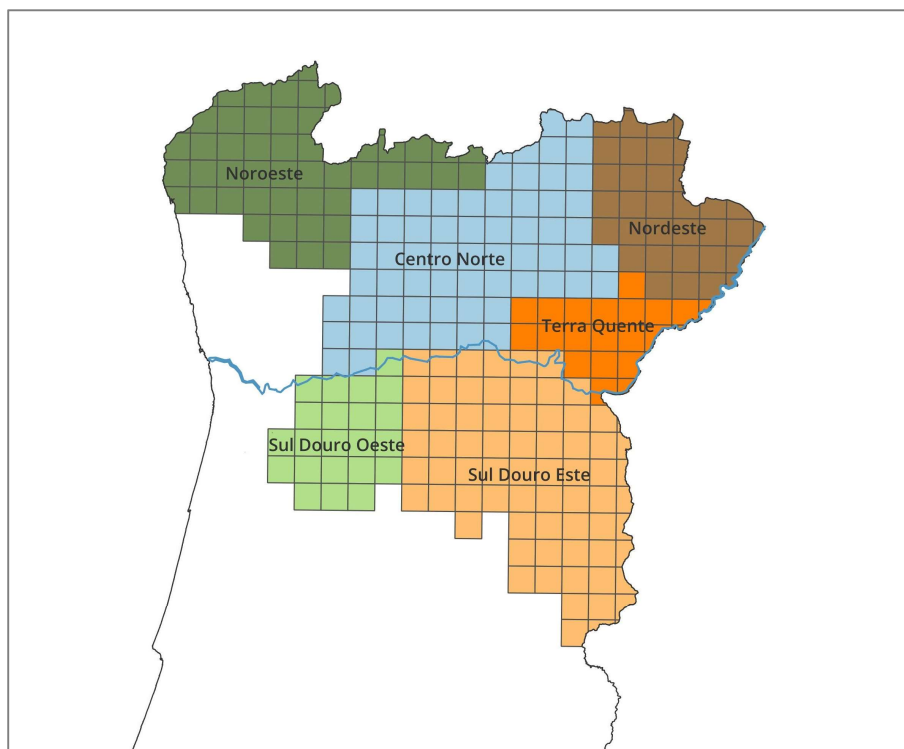 Noroeste
Nordeste
Centro Norte
Terra Quente
Sul Douro Oeste
Sul Douro Este